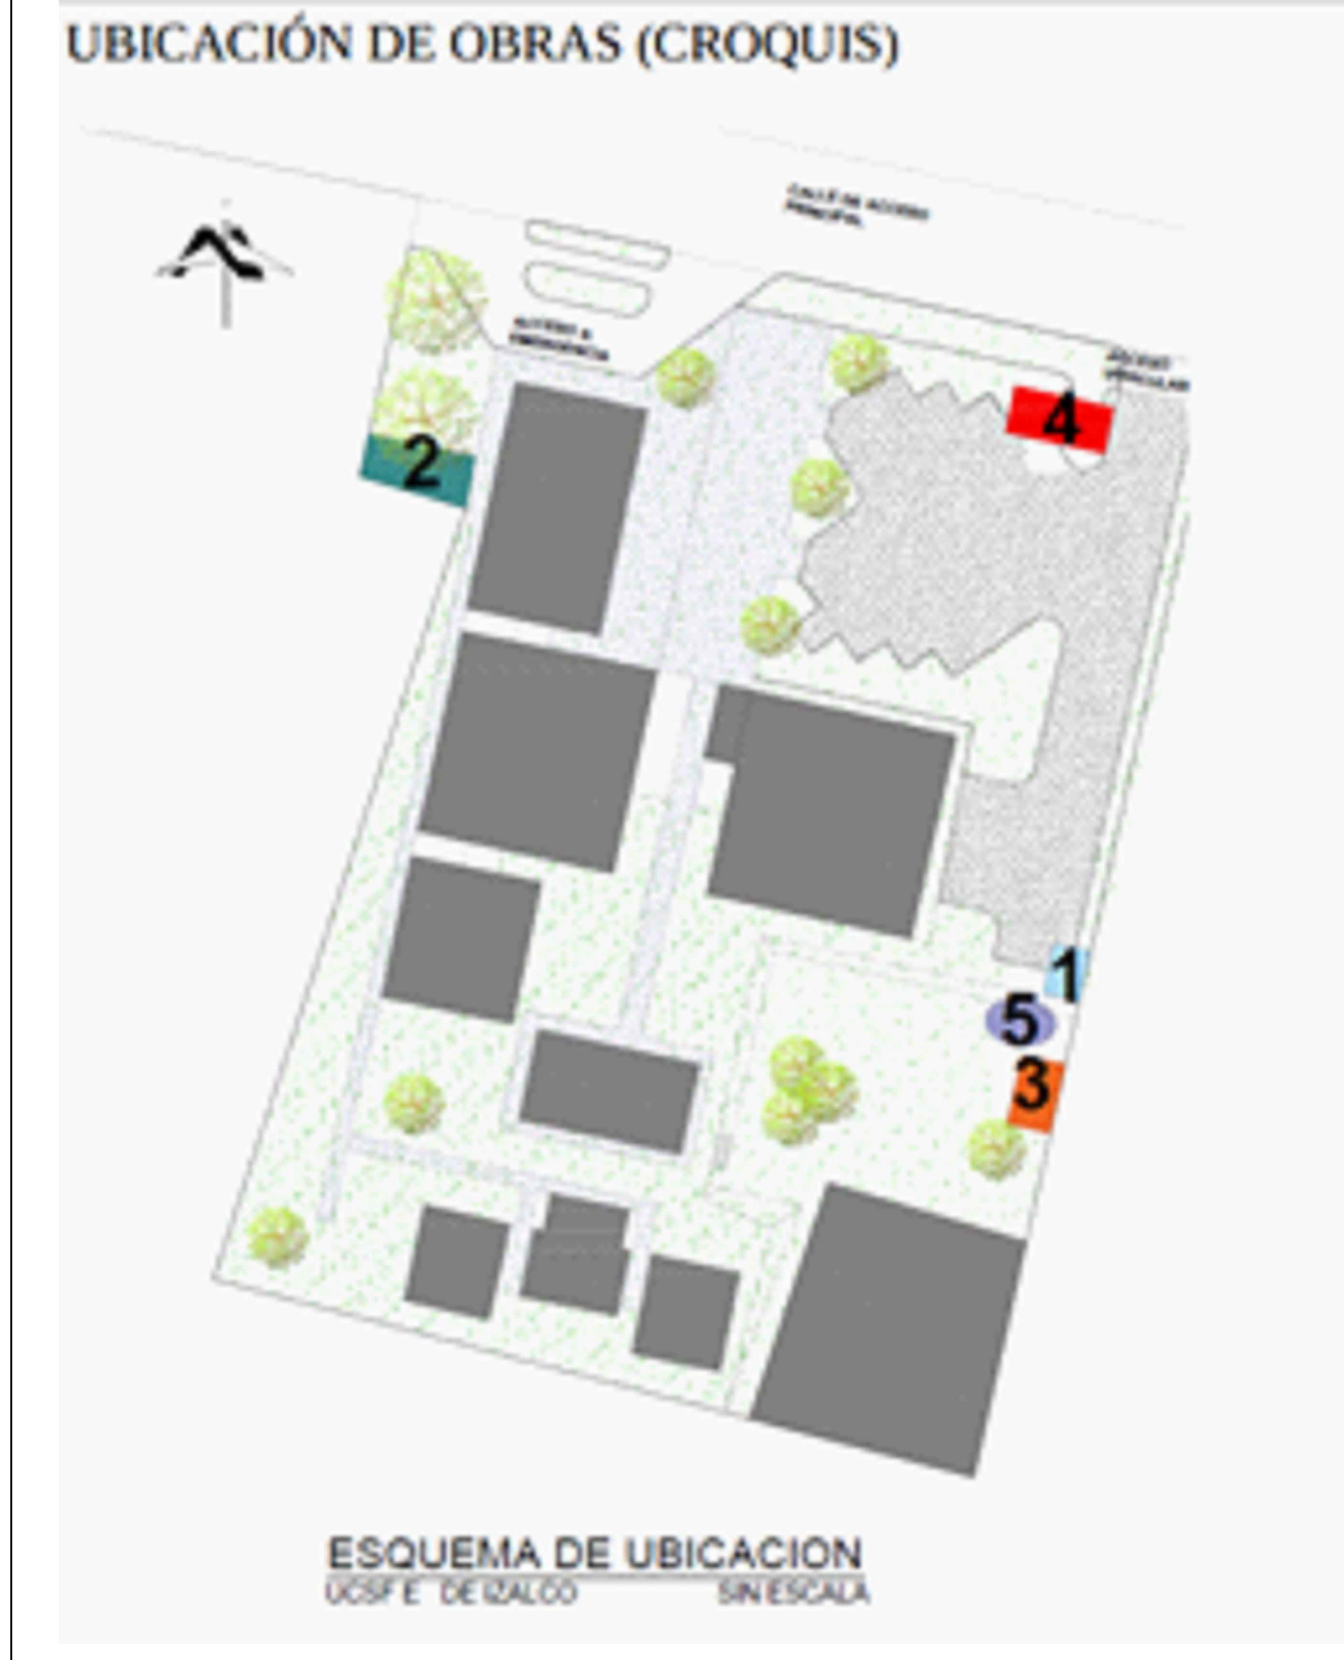 UBICACIÓN DE OBRAS (CROQUIS)
CALLE DE ACCESO
PRINCIPAL
ACCESO A
EMERGENCIA
VEHICULAR
4
2
1
5
3
ESQUEMA DE UBICACION
UCSF E DE IZALCO SIN ESCALA